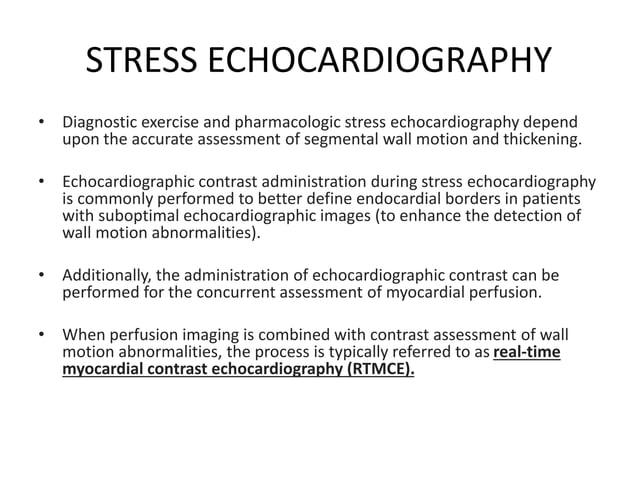 STRESS ECHOCARDIOGRAPHY
• Diagnostic exercise and pharmacologic stress echocardiography depend
upon the accurate assessment of segmental wall motion and thickening.
• Echocardiographic contrast administration during stress echocardiography
is commonly performed to better define endocardial borders in patients
with suboptimal echocardiographic images (to enhance the detection of
wall motion abnormalities).
• Additionally, the administration of echocardiographic contrast can be
performed for the concurrent assessment of myocardial perfusion.
• When perfusion imaging is combined with contrast assessment of wall
motion abnormalities, the process is typically referred to as real-time
myocardial contrast echocardiography (RTMCE).